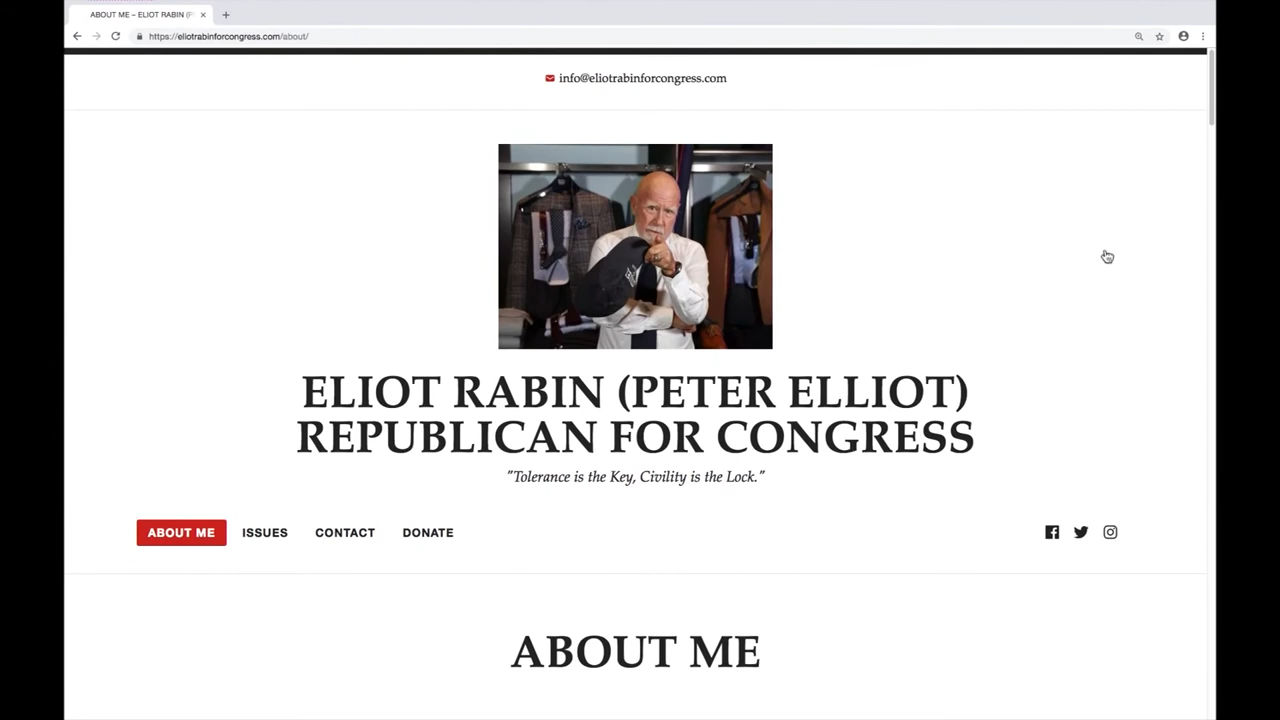 ABOUT ME – ELIOT RABIN (P
https://eliotrabinforcongress.com/about/
info@eliotrabinforcongress.com
ELIOT RABIN (PETER ELLIOT)
REPUBLICAN FOR CONGRESS
"Tolerance is the Key, Civility is the Lock."
ABOUT ME ISSUES CONTACT DONATE
ABOUT ME